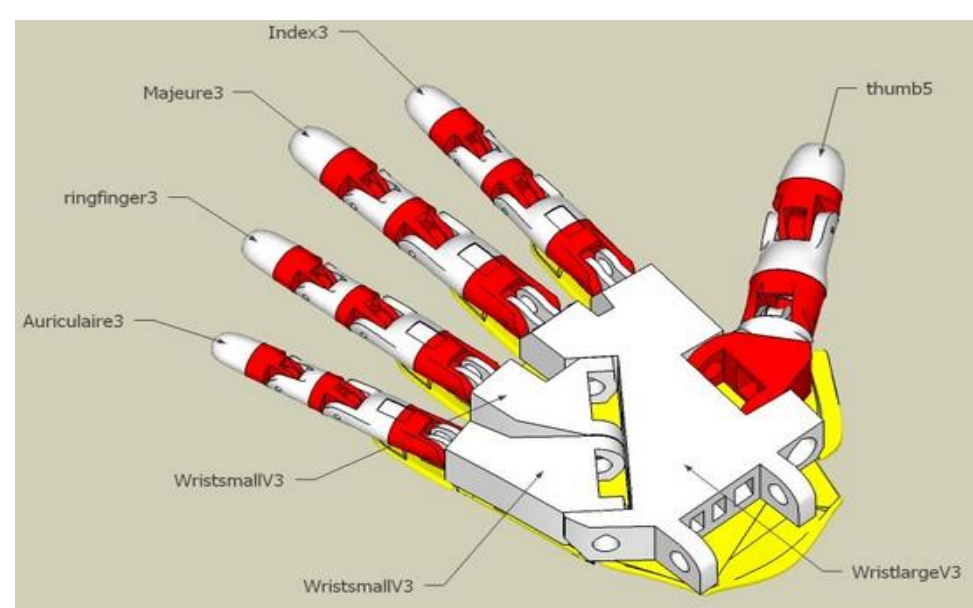 Index3
thumb5
Majeure3
ringfinger3
Auriculaire3
WristsmallV3
WristsmallV3
WristlargeV3